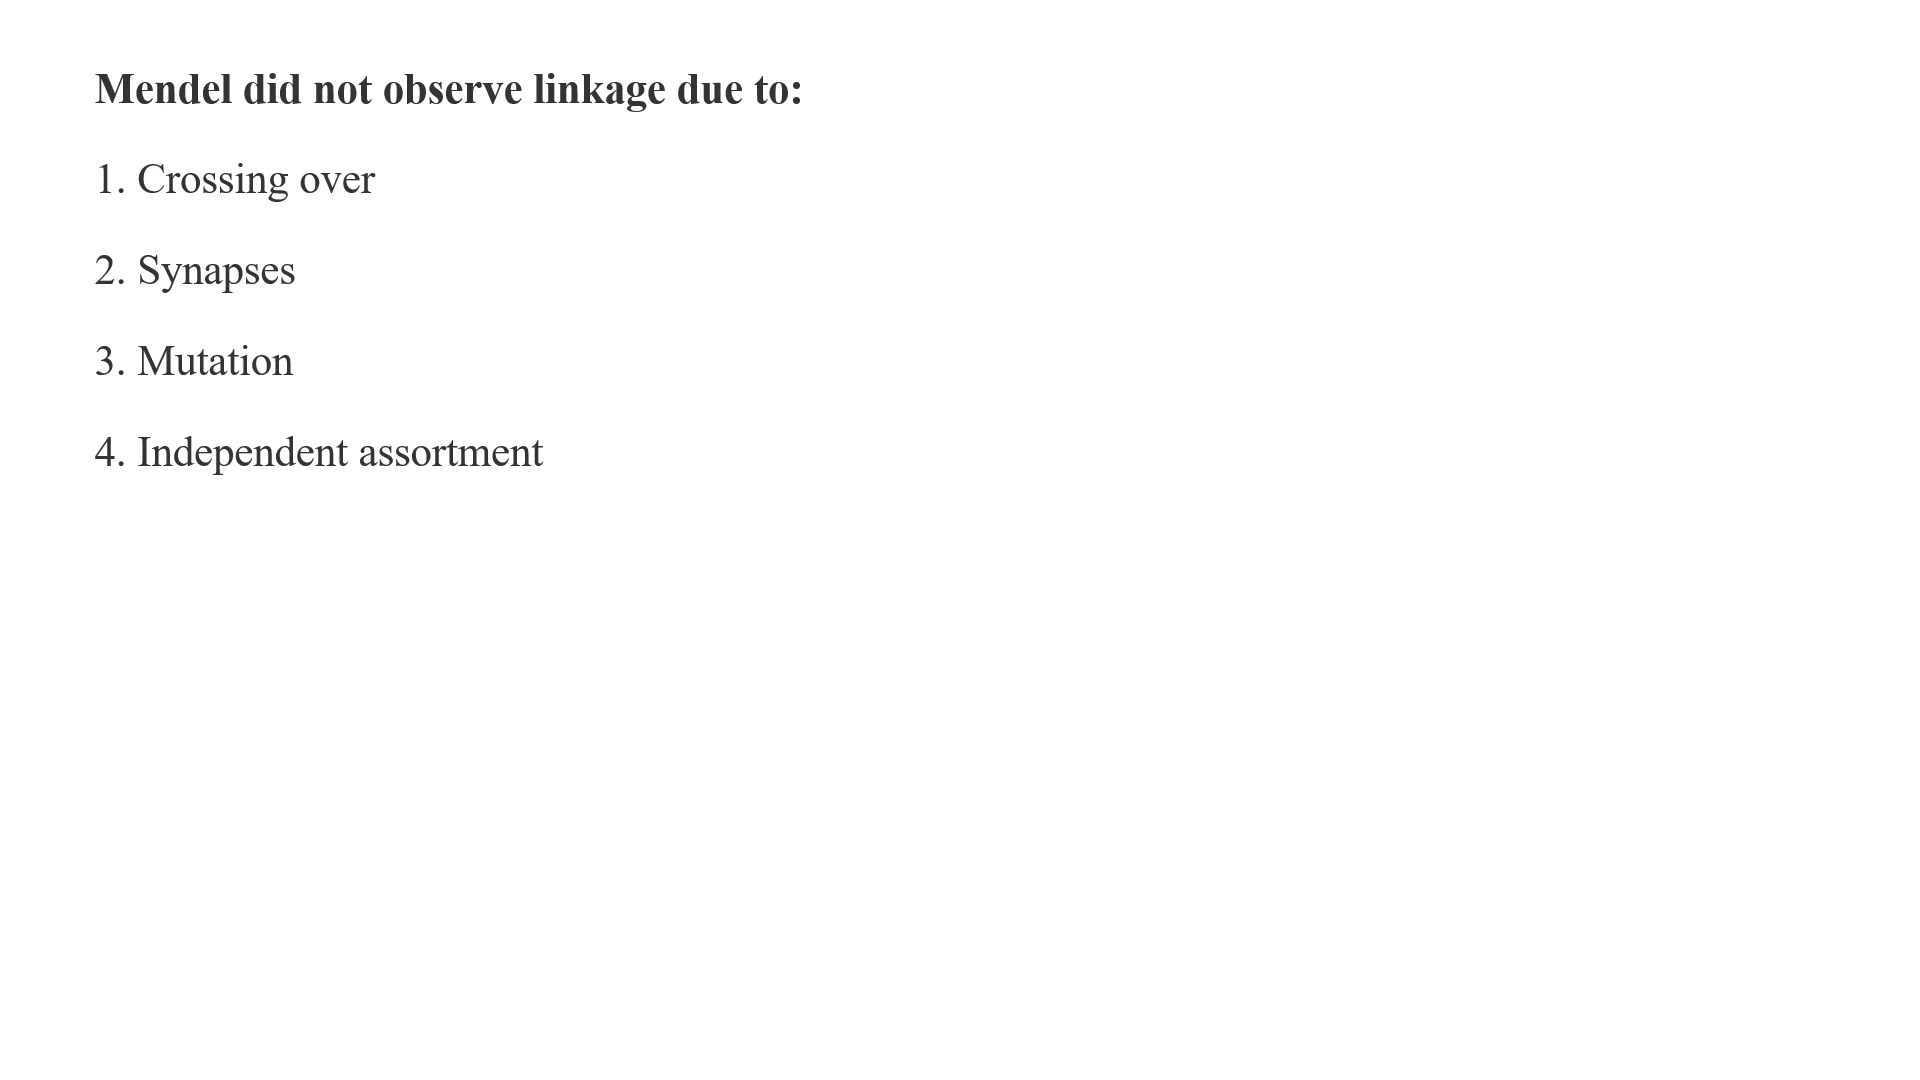 Mendel did not observe linkage due to:
1. Crossing over
2. Synapses
3. Mutation
4. Independent assortment